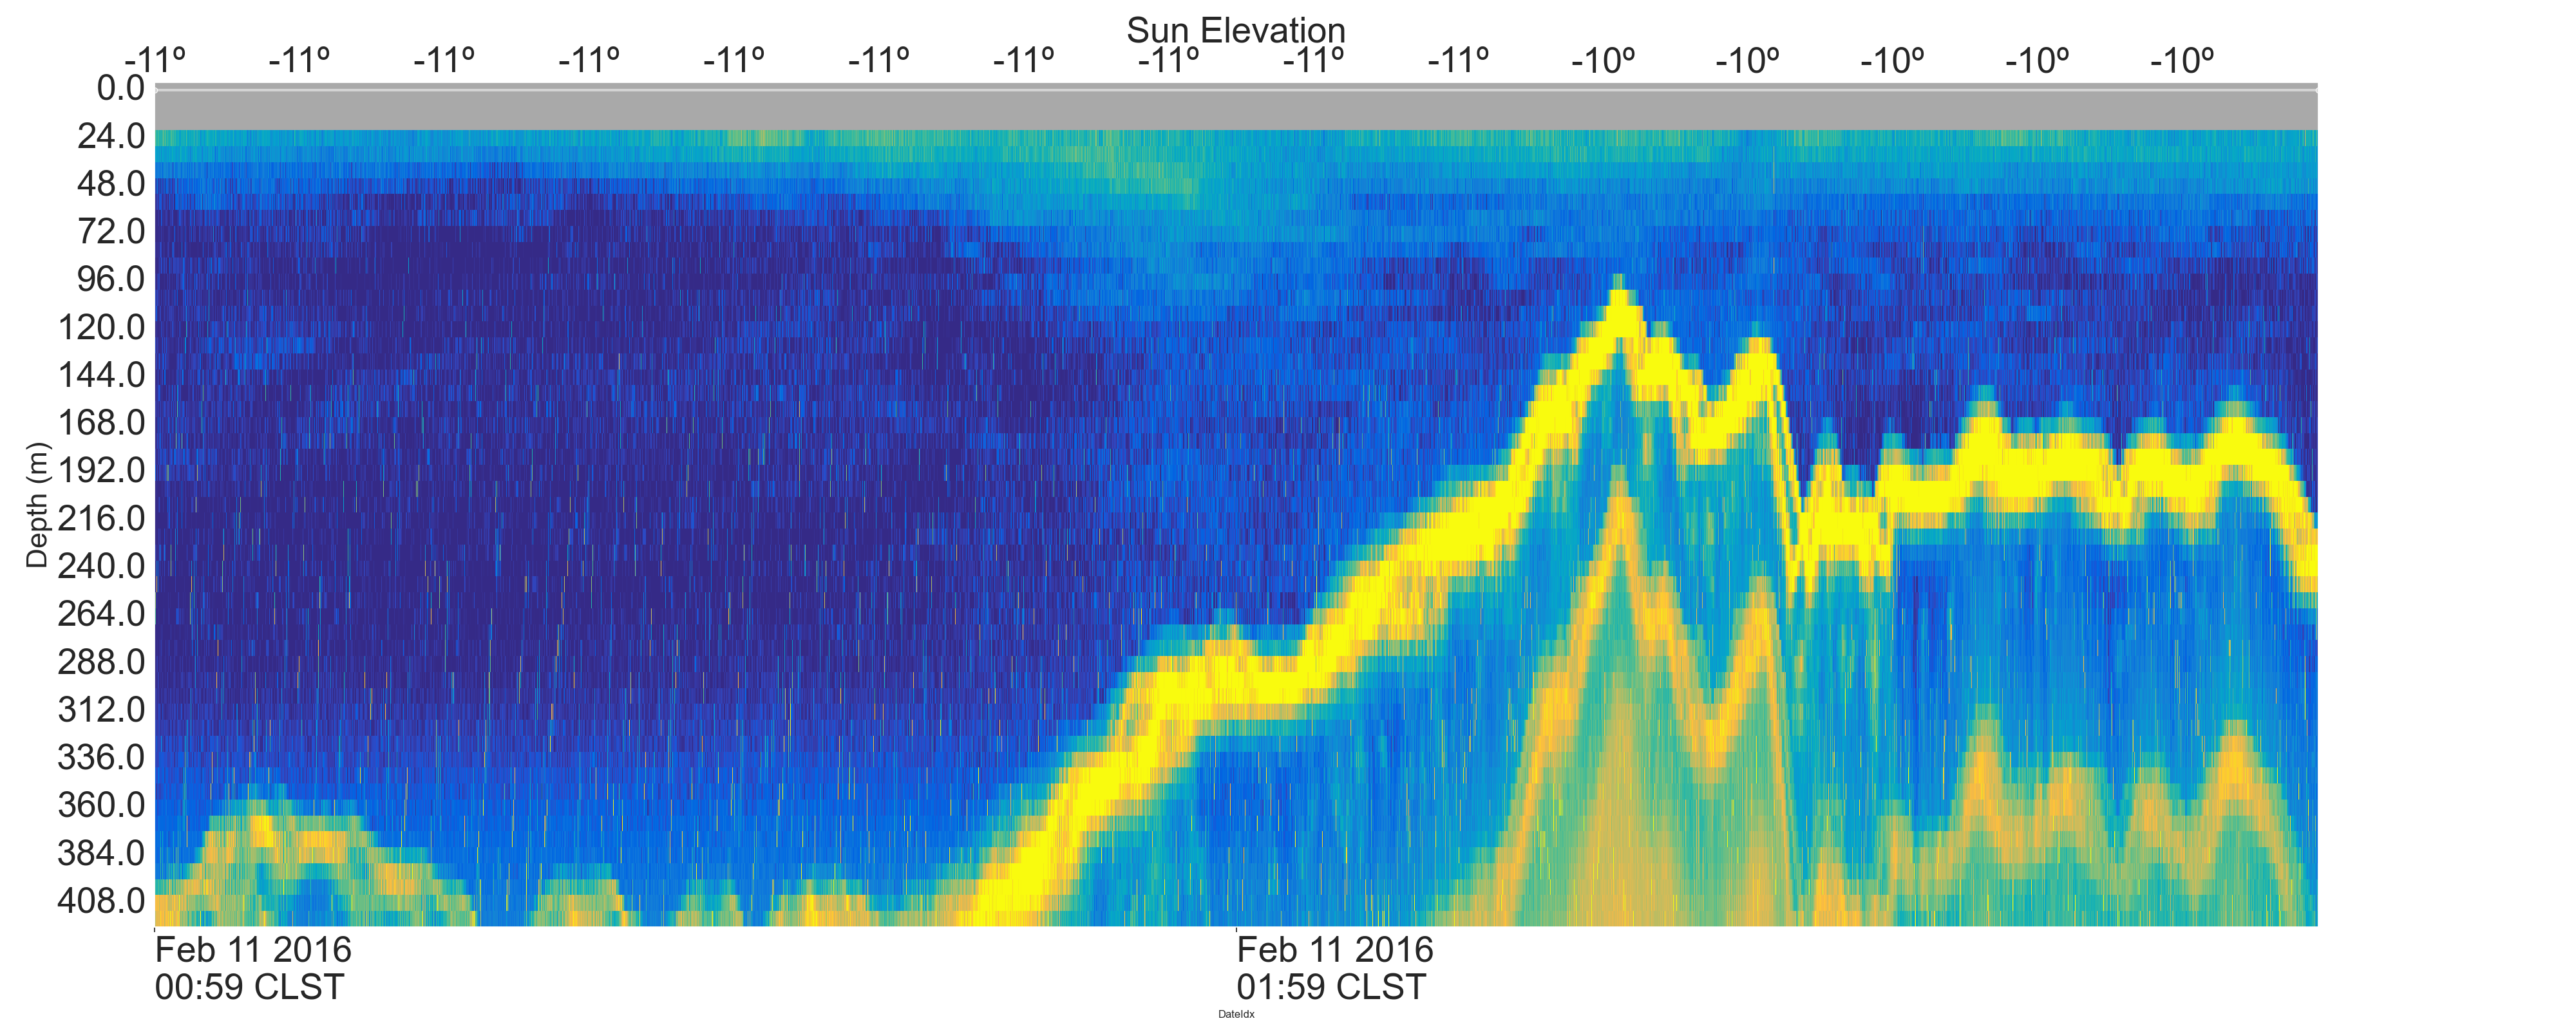 Sun Elevation
-11º -11º -11º -11º -11º -11º -11º -11º -11º -11º -10º -10º -10º -10º -10º
0.0
24.0
48.0
72.0
96.0
120.0
144.0
168.0
192.0
216.0
240.0
264.0
288.0
312.0
336.0
360.0
384.0
408.0
Depth (m)
Feb 11 2016
00:59 CLST
Feb 11 2016
01:59 CLST
DateIdx